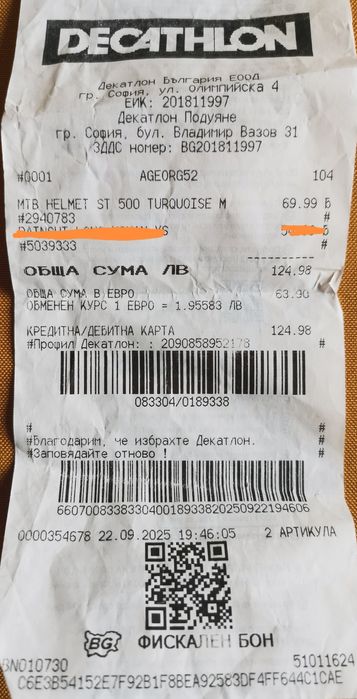 DECATHLON
Декатлон България ЕООД
гр. София, ул. олимпийска 4
ЕИК: 201811997
Декатлон Подуяне
гр. София, бул. Владимир Вазов 31
ЗДДС номер: BG201811997
#0001 AGEORG52 104
MTB HELMET ST 500 TURQUOISE M 69.99 Б
#2940783 #
#5039333 #
ОБЩА СУМА ЛВ 124.98
ОБЩА СУМА В ЕВРО 63.90
ОБМЕНЕН КУРС 1 ЕВРО = 1.95583 ЛВ
КРЕДИТНА/ДЕБИТНА КАРТА 124.98
#Профил Декатлон: : 2090858952178 #
083304/0189338
# #
#Благодарим, че избрахте Декатлон. #
#Заповядайте отново ! #
660700833833040018933820250922194606
0000354678 22.09.2025 19:46:05 2 АРТИКУЛА
BG ФИСКАЛЕН БОН
BN010730 51011624
C6E3B54152E7F92B1F8BEA92583DF4FF644C1CAE